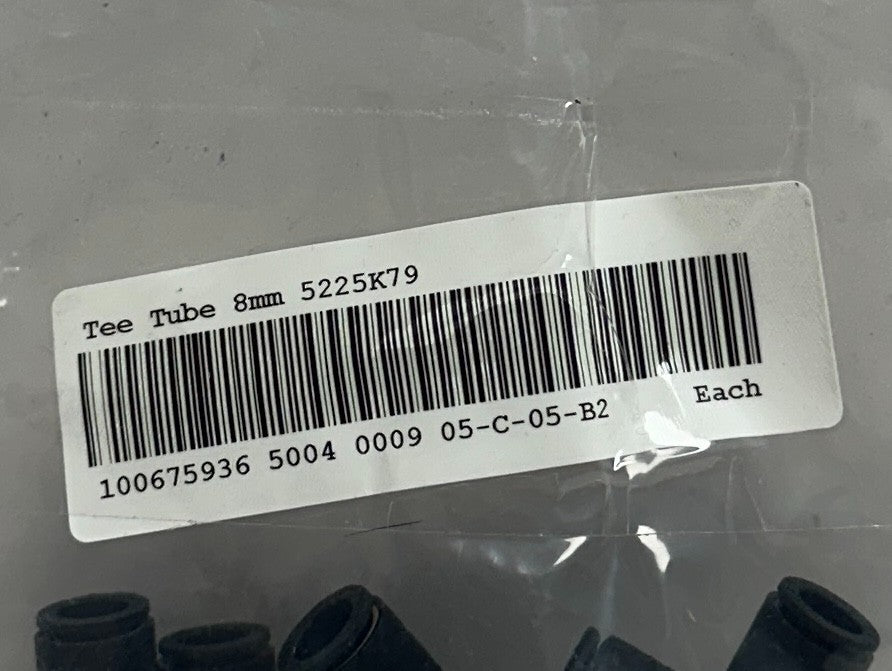 Tee Tube 8mm 5225K79
100675936 5004 0009 05-C-05-B2 Each